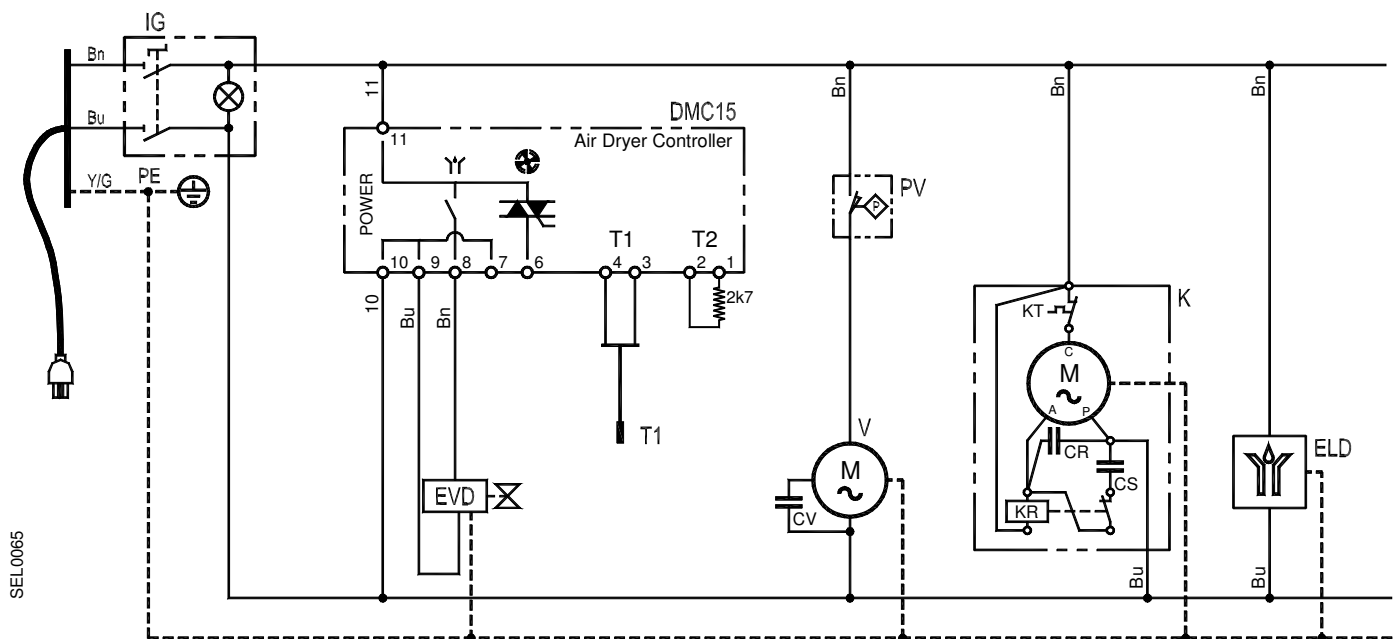 IG
Bn
Bu
Y/G PE
11
11
DMC15
Air Dryer Controller
POWER
T1 T2
10 9 8 7 6 4 3 2 1
2k7
10
Bu
Bn
T1
EVD
Bn
PV
P
V
M
CV
Bn
K
KT
C
M
A P
CR
CS
KR
Bu
Bn
ELD
Bu
SEL0065